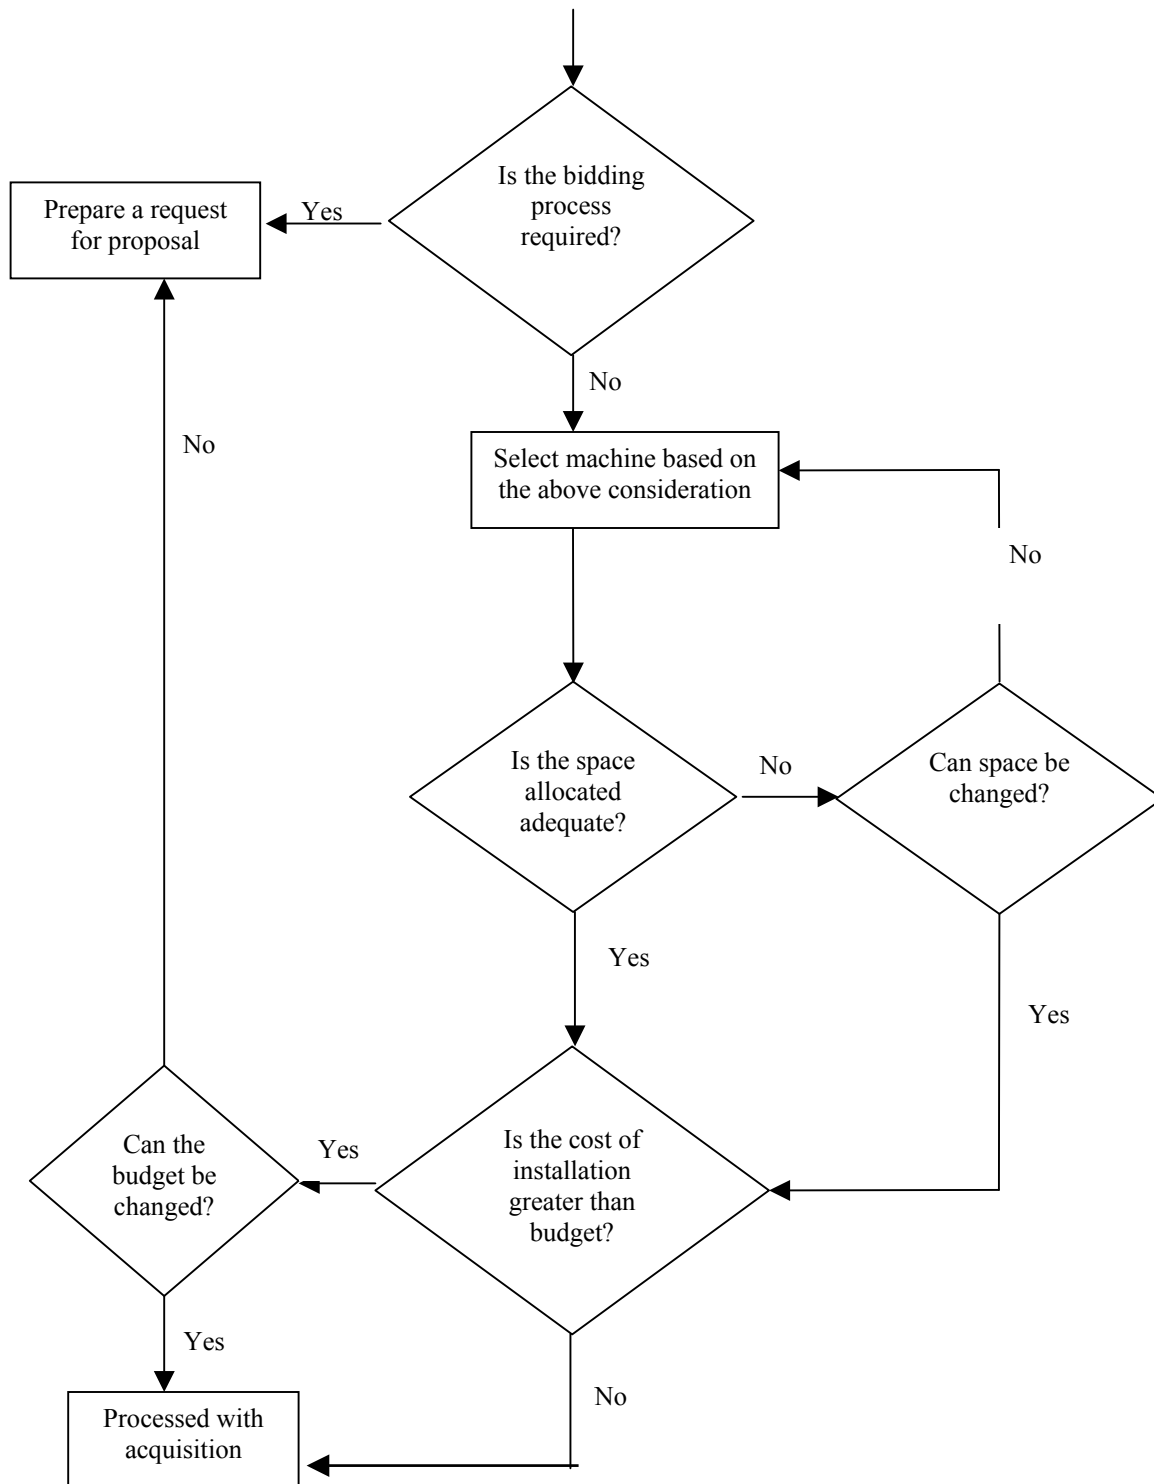 Is the bidding
process
required?
Yes
Prepare a request
for proposal
No
No
Select machine based on
the above consideration
No
Is the space
allocated
adequate?
No
Can space be
changed?
Yes
Yes
Can the
budget be
changed?
Yes
Is the cost of
installation
greater than
budget?
Yes
No
Processed with
acquisition